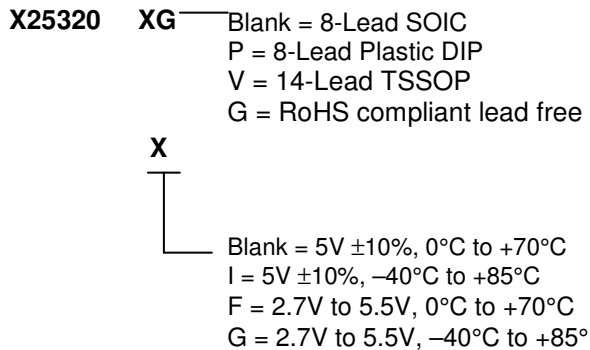 X25320 XG Blank = 8-Lead SOIC
P = 8-Lead Plastic DIP
V = 14-Lead TSSOP
G = RoHS compliant lead free
X
Blank = 5V ±10%, 0°C to +70°C
I = 5V ±10%, –40°C to +85°C
F = 2.7V to 5.5V, 0°C to +70°C
G = 2.7V to 5.5V, –40°C to +85°